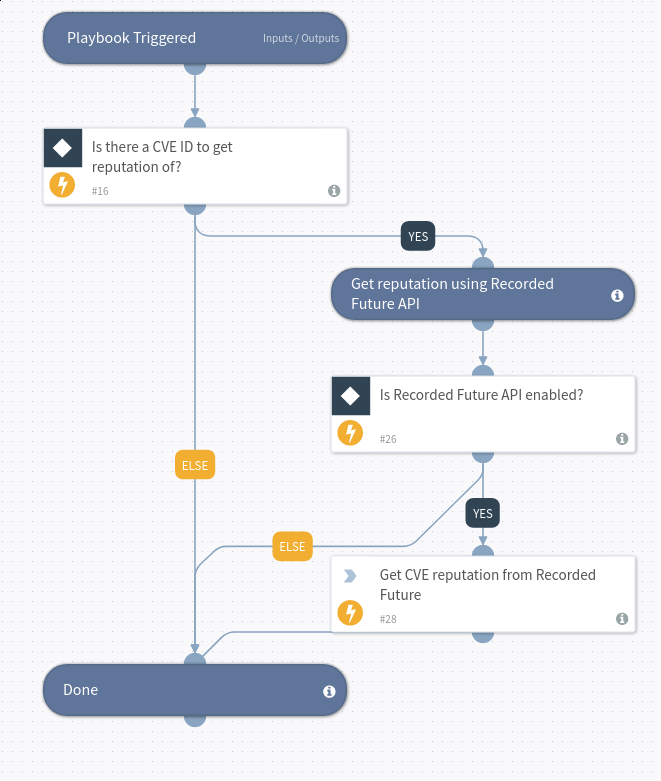 Playbook Triggered
Inputs / Outputs
Is there a CVE ID to get
reputation of?
#16
YES
Get reputation using Recorded
Future API
Is Recorded Future API enabled?
#26
ELSE
YES
ELSE
Get CVE reputation from Recorded
Future
#28
Done